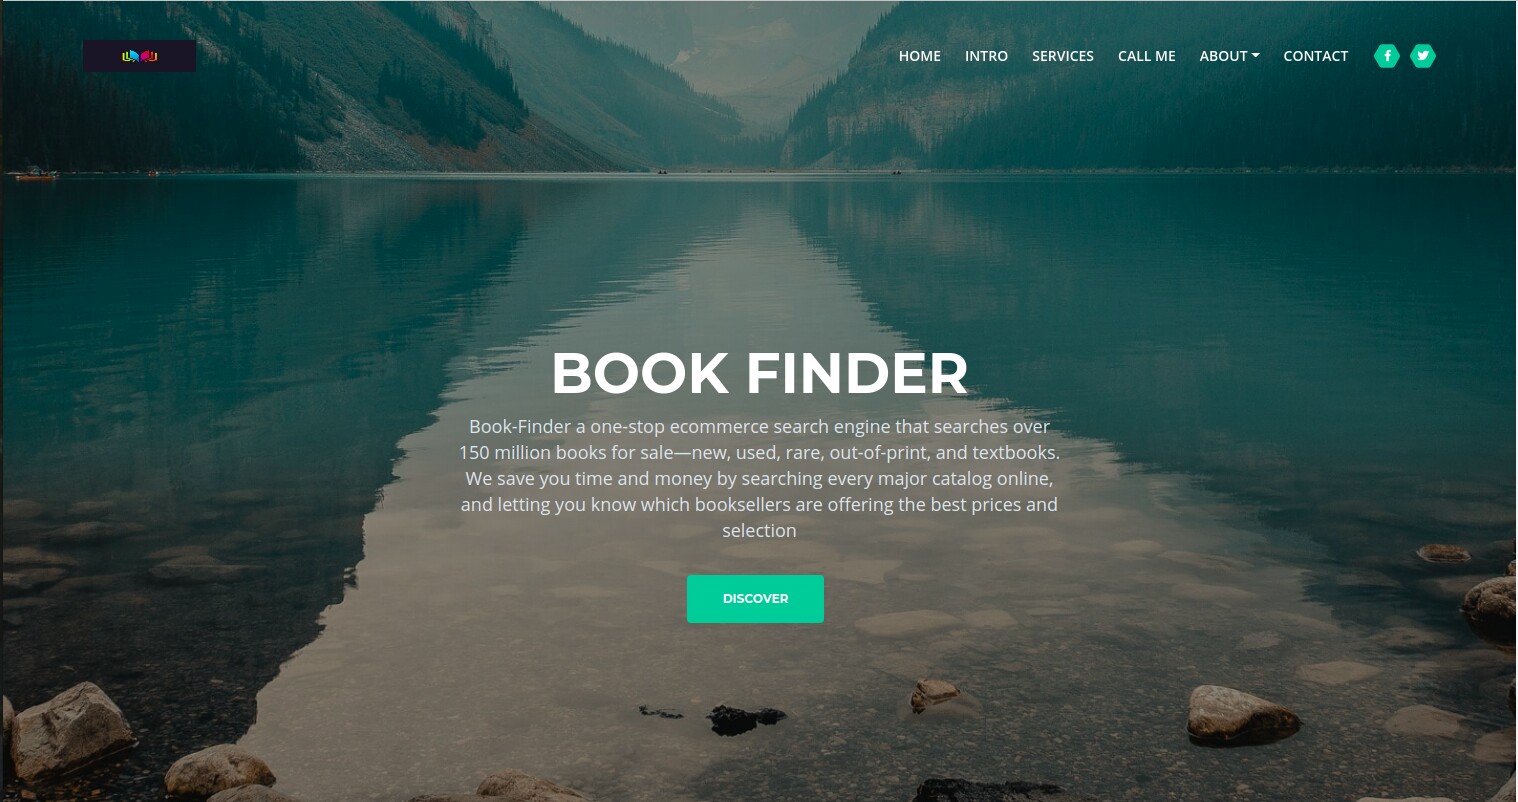 HOME INTRO SERVICES CALL ME ABOUT CONTACT
BOOK FINDER
Book-Finder a one-stop ecommerce search engine that searches over
150 million books for sale—new, used, rare, out-of-print, and textbooks.
We save you time and money by searching every major catalog online,
and letting you know which booksellers are offering the best prices and
selection
DISCOVER